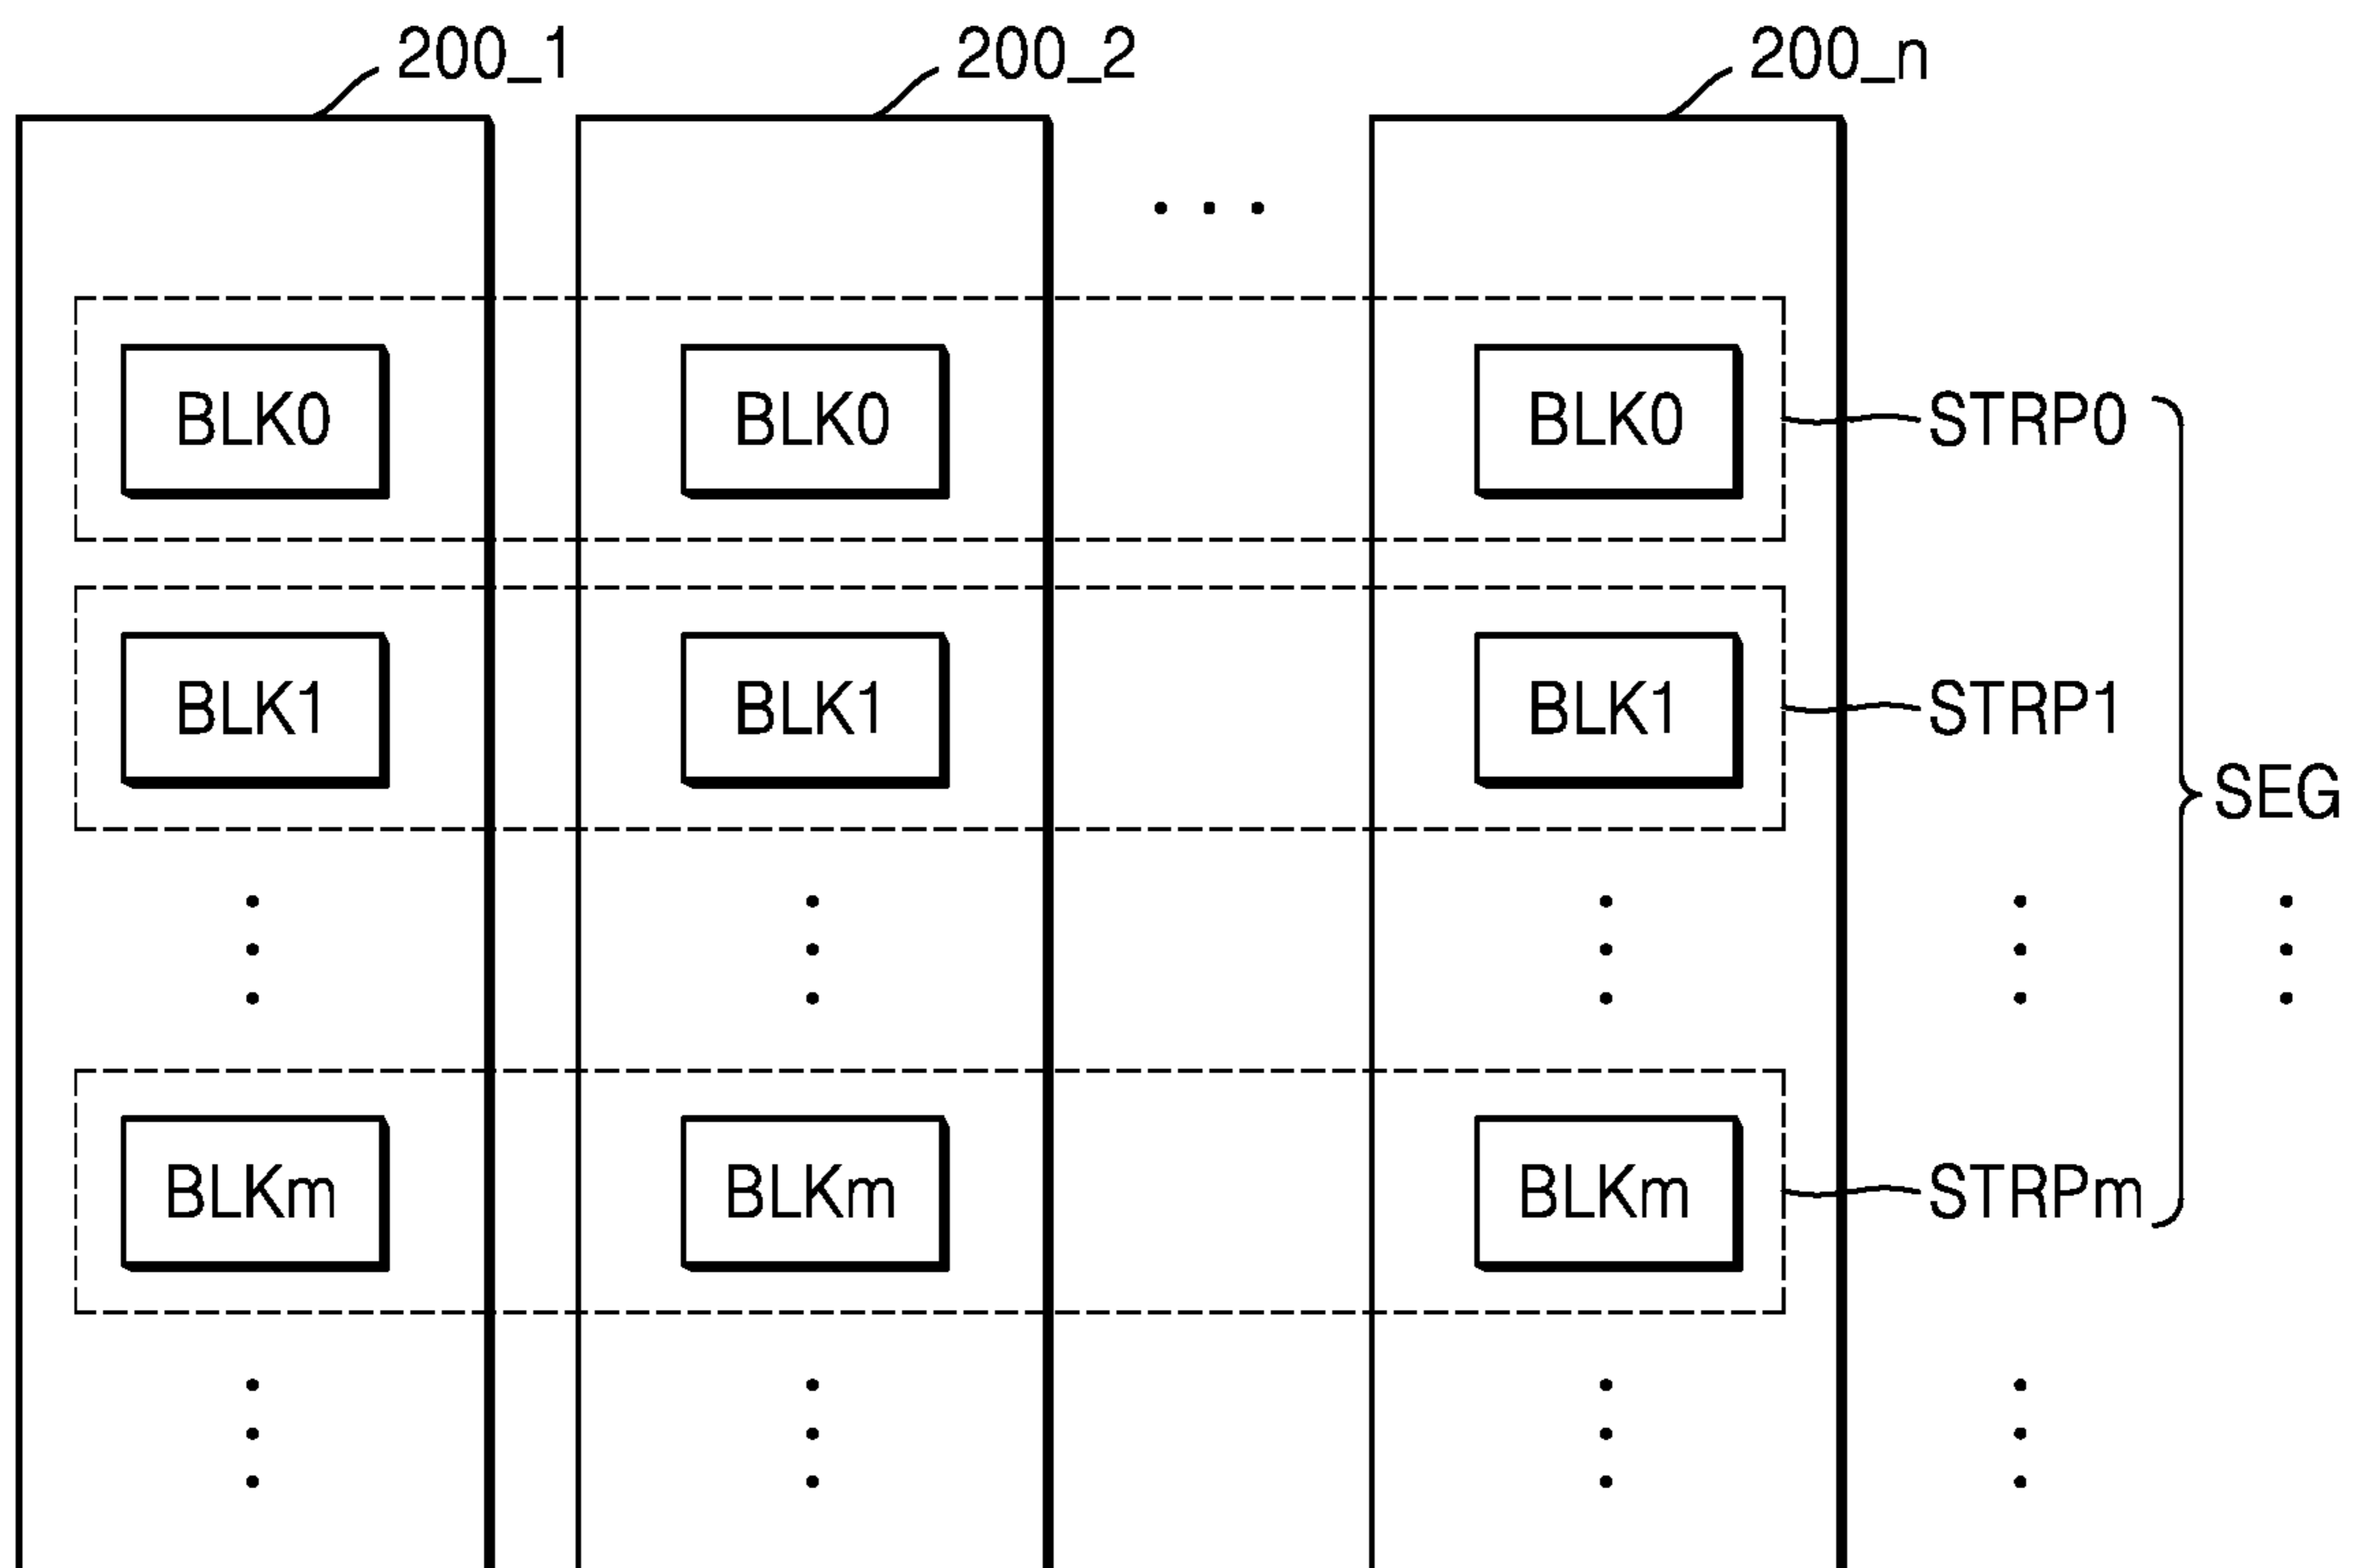 200_1 200_2 200_n
BLK0 BLK0 BLK0 STRP0
BLK1 BLK1 BLK1 STRP1
SEG
BLKm BLKm BLKm STRPm